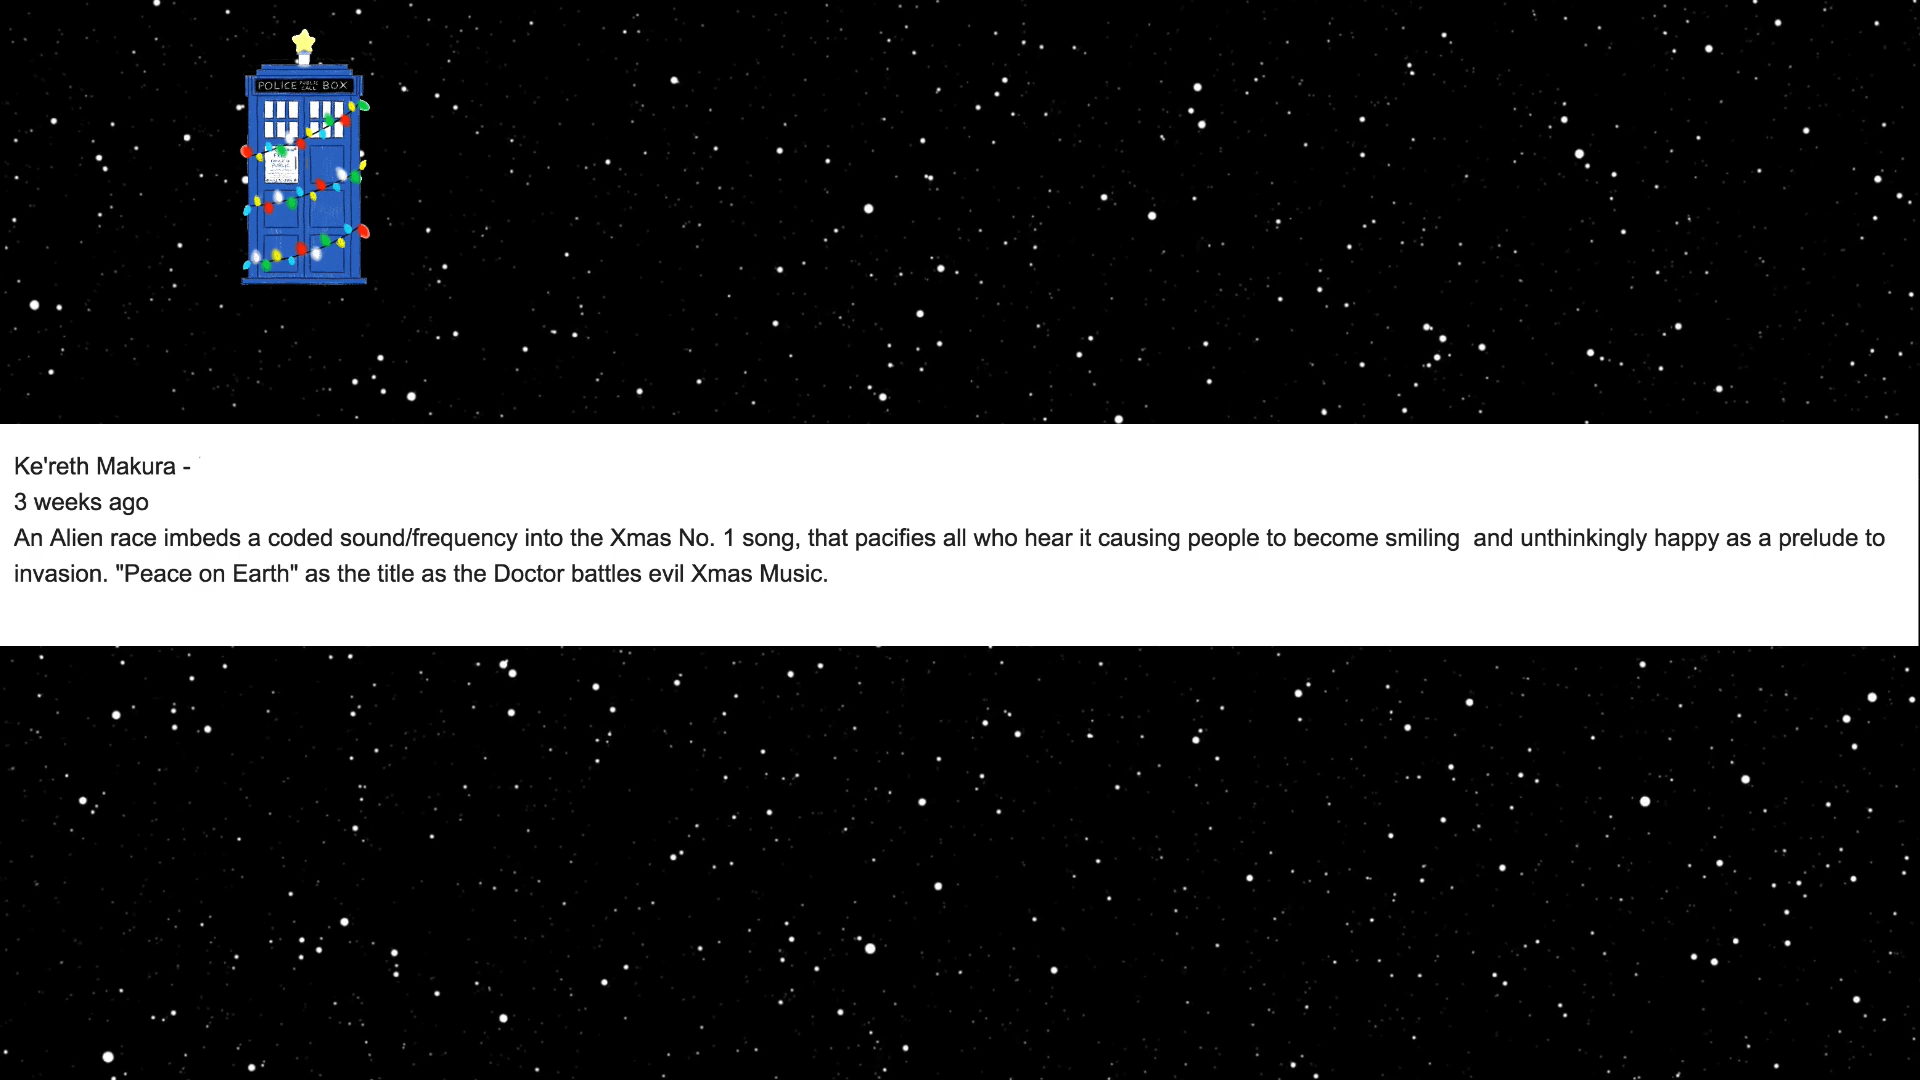 POLICE PUBLIC CALL BOX
Ke'reth Makura -
3 weeks ago
An Alien race imbeds a coded sound/frequency into the Xmas No. 1 song, that pacifies all who hear it causing people to become smiling  and unthinkingly happy as a prelude to
invasion. "Peace on Earth" as the title as the Doctor battles evil Xmas Music.